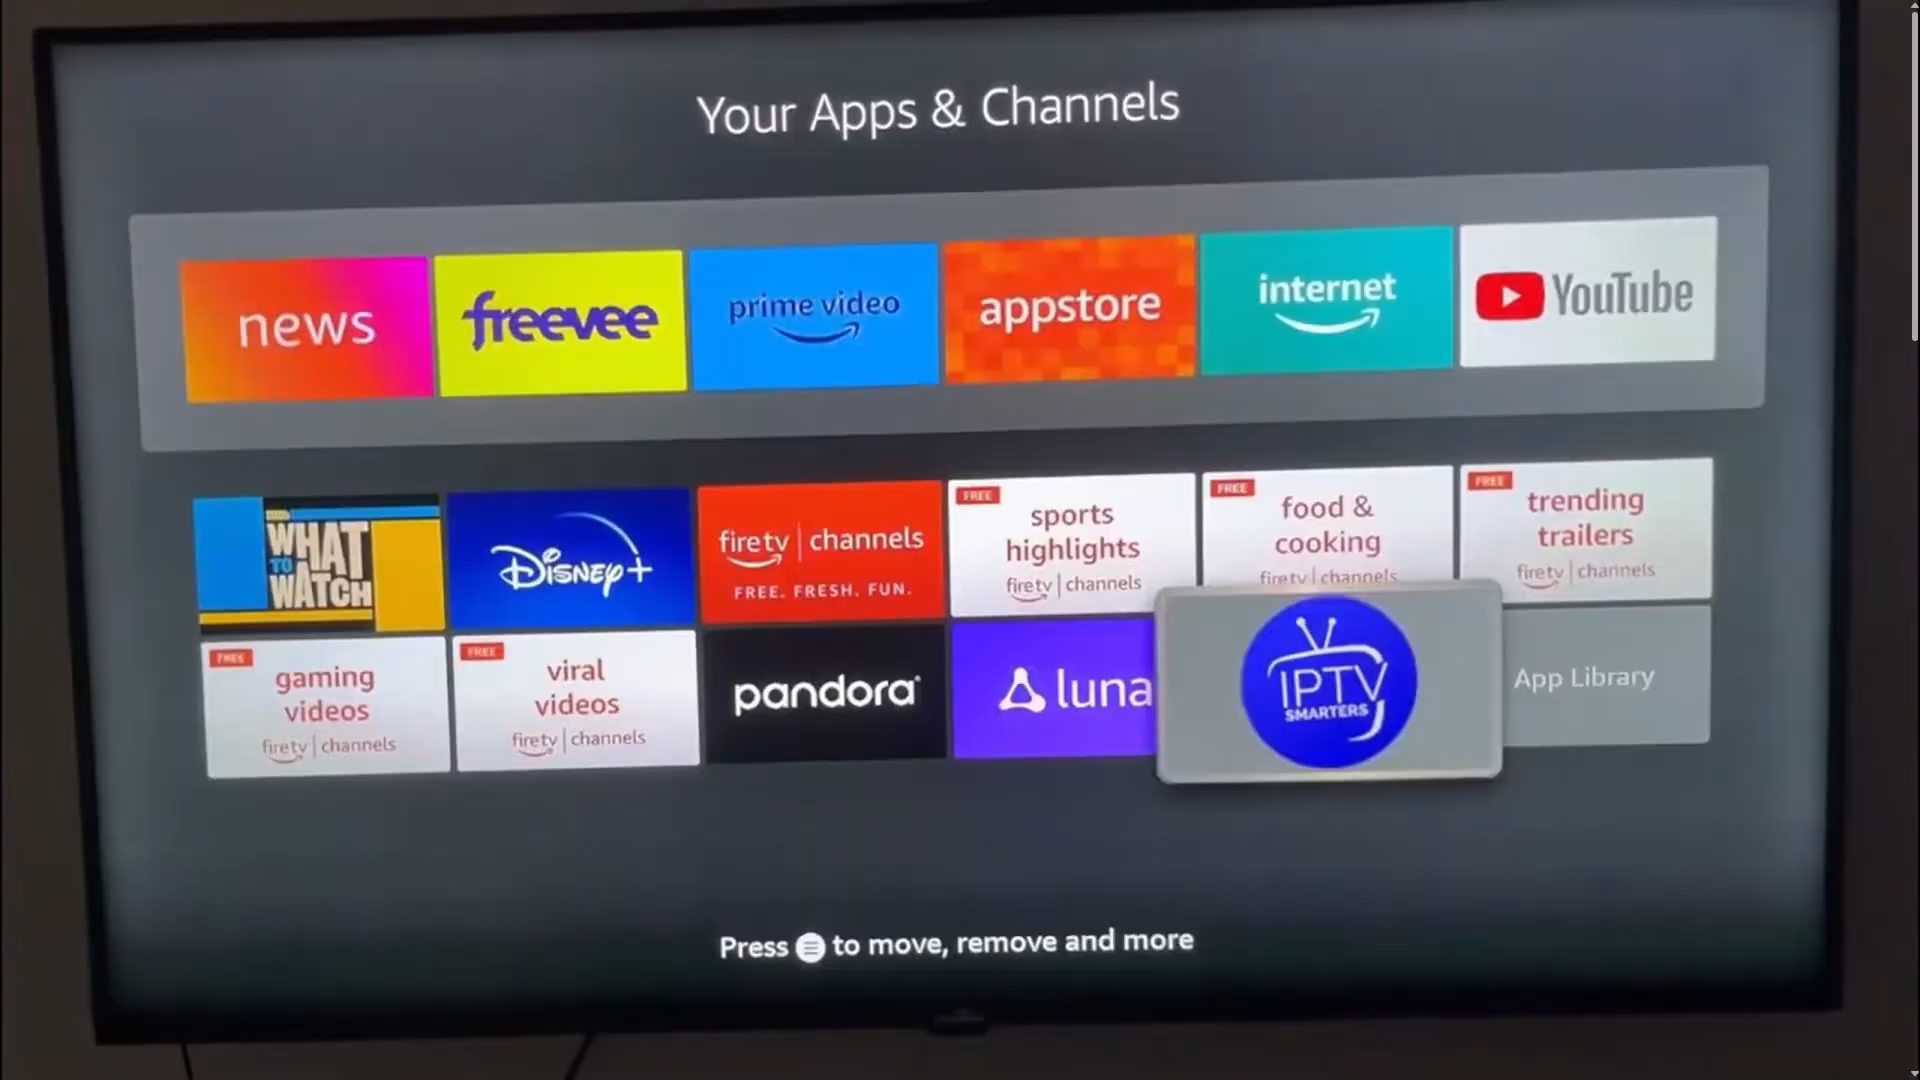 Your Apps & Channels
news
freevee
prime video
appstore
internet
YouTube
WHAT
TO
WATCH
Disney+
firetv | channels
FREE. FRESH. FUN.
FREE
sports
highlights
firetv | channels
FREE
food &
cooking
firetv | channels
FREE
trending
trailers
firetv | channels
FREE
gaming
videos
firetv | channels
FREE
viral
videos
firetv | channels
pandora
luna
IPTV
SMARTERS
App Library
Press to move, remove and more